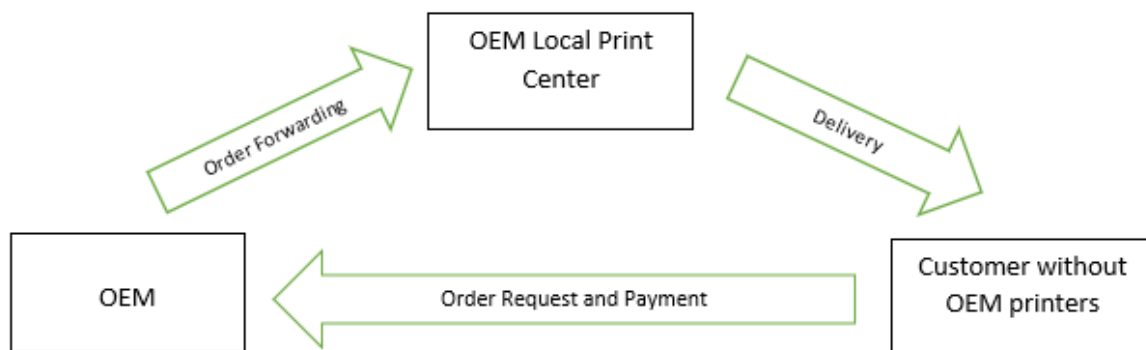 OEM Local Print
Center
Order Forwarding
Delivery
OEM
Order Request and Payment
Customer without
OEM printers